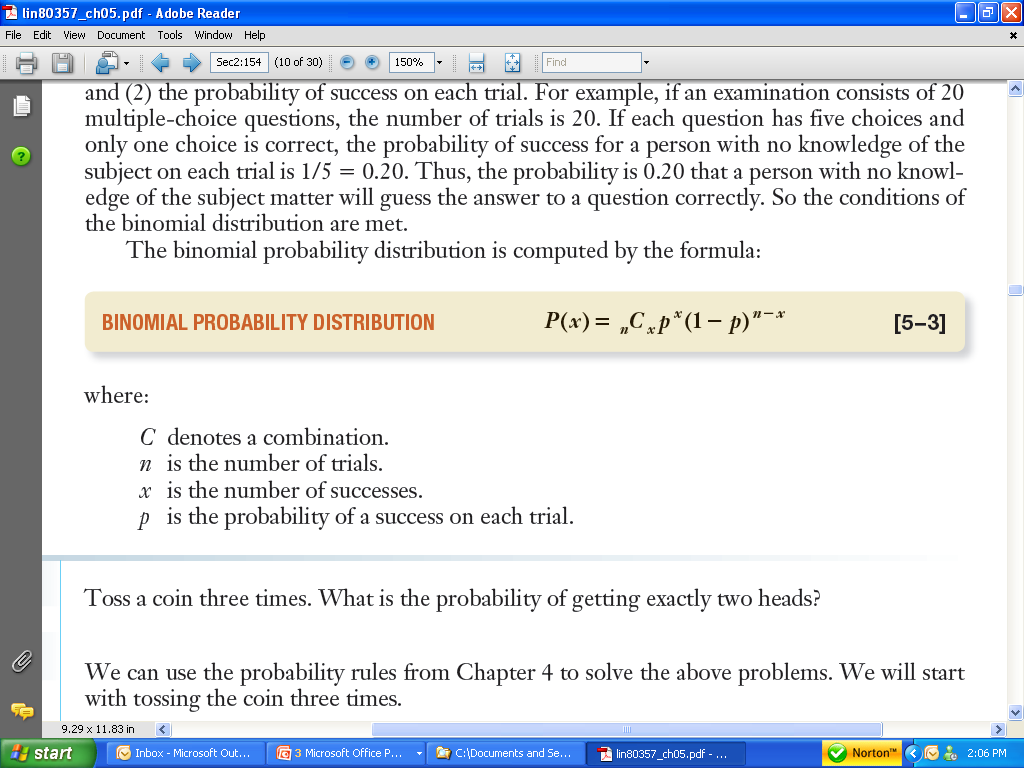 lin80357_ch05.pdf - Adobe Reader
File Edit View Document Tools Window Help
Sec2:154 (10 of 30) 150% Find
and (2) the probability of success on each trial. For example, if an examination consists of 20
multiple-choice questions, the number of trials is 20. If each question has five choices and
only one choice is correct, the probability of success for a person with no knowledge of the
subject on each trial is 1/5 = 0.20. Thus, the probability is 0.20 that a person with no knowl-
edge of the subject matter will guess the answer to a question correctly. So the conditions of
the binomial distribution are met.
The binomial probability distribution is computed by the formula:
BINOMIAL PROBABILITY DISTRIBUTION P(x) = ₙCₓ pˣ(1 − p)ⁿ⁻ˣ [5–3]
where:
C denotes a combination.
n is the number of trials.
x is the number of successes.
p is the probability of a success on each trial.
Toss a coin three times. What is the probability of getting exactly two heads?
We can use the probability rules from Chapter 4 to solve the above problems. We will start
with tossing the coin three times.
9.29 x 11.83 in
start Inbox - Microsoft Out... 3 Microsoft Office P... C:\Documents and Se... lin80357_ch05.pdf - ... Norton™ 2:06 PM